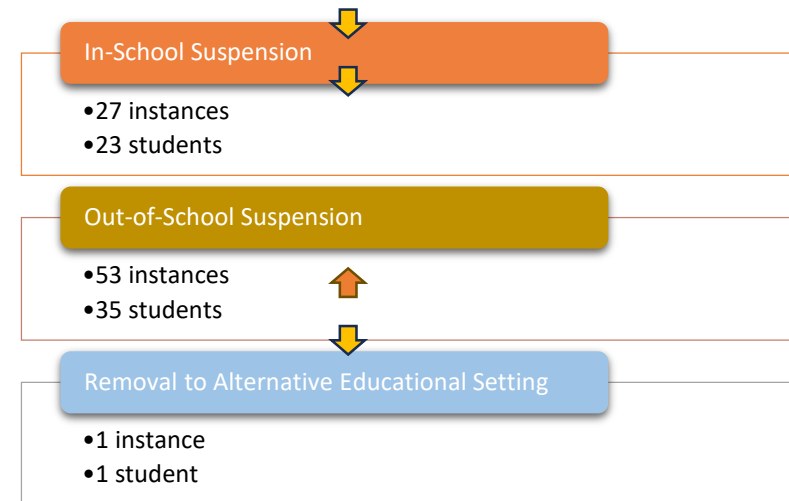 In-School Suspension
•27 instances
•23 students
Out-of-School Suspension
•53 instances
•35 students
Removal to Alternative Educational Setting
•1 instance
•1 student